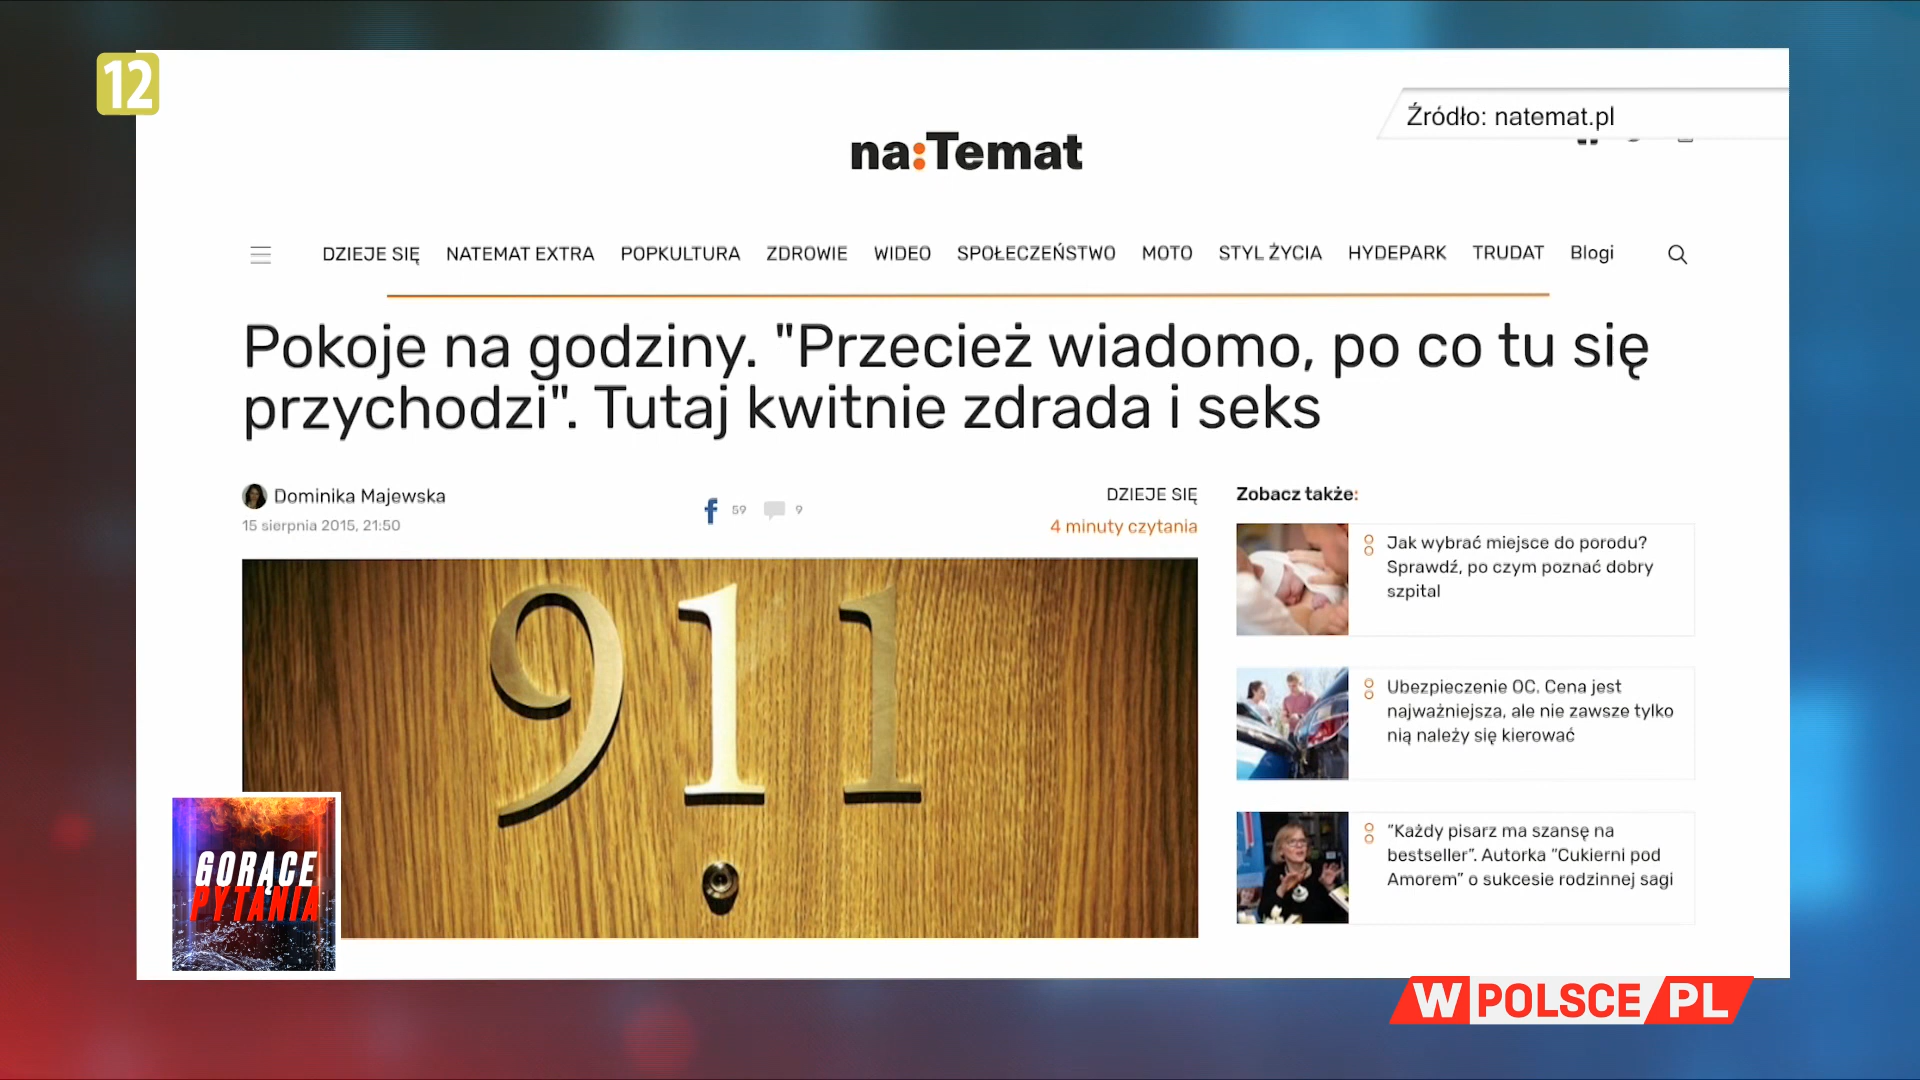 12
Źródło: natemat.pl
na:Temat
DZIEJE SIĘ NATEMAT EXTRA POPKULTURA ZDROWIE WIDEO SPOŁECZEŃSTWO MOTO STYL ŻYCIA HYDEPARK TRUDAT Blogi
Pokoje na godziny. "Przecież wiadomo, po co tu się
przychodzi". Tutaj kwitnie zdrada i seks
Dominika Majewska
15 sierpnia 2015, 21:50
f 59 9
DZIEJE SIĘ
4 minuty czytania
911
Zobacz także:
Jak wybrać miejsce do porodu?
Sprawdź, po czym poznać dobry
szpital
Ubezpieczenie OC. Cena jest
najważniejsza, ale nie zawsze tylko
nią należy się kierować
"Każdy pisarz ma szansę na
bestseller". Autorka "Cukierni pod
Amorem" o sukcesie rodzinnej sagi
GORĄCE
PYTANIA
W POLSCE/PL